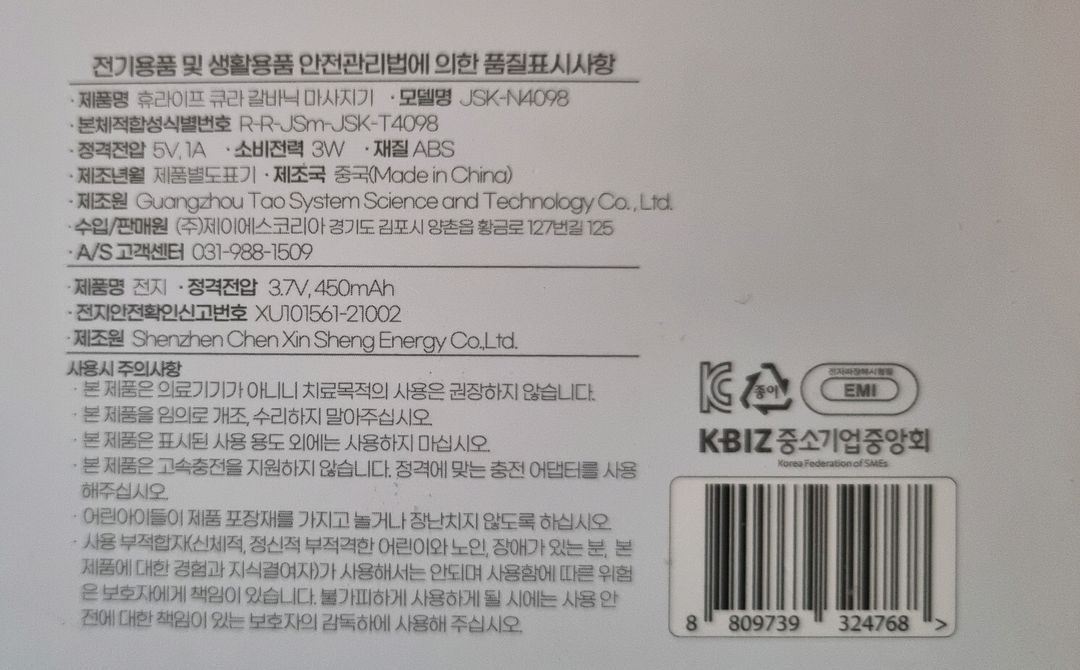 전기용품 및 생활용품 안전관리법에 의한 품질표시사항
· 제품명 휴라이프 큐라 갈바닉 마사지기 · 모델명 JSK-N4098
· 본체적합성식별번호 R-R-JSm-JSK-T4098
· 정격전압 5V, 1A · 소비전력 3W · 재질 ABS
· 제조년월 제품별도표기 · 제조국 중국(Made in China)
· 제조원 Guangzhou Tao System Science and Technology Co., Ltd.
· 수입/판매원 (주)제이에스코리아 경기도 김포시 양촌읍 황금로 127번길 125
· A/S 고객센터 031-988-1509
· 제품명 전지 · 정격전압 3.7V, 450mAh
· 전지안전확인신고번호 XU101561-21002
· 제조원 Shenzhen Chen Xin Sheng Energy Co.,Ltd.
사용시 주의사항
· 본 제품은 의료기기가 아니니 치료목적의 사용은 권장하지 않습니다.
· 본 제품을 임의로 개조, 수리하지 말아주십시오.
· 본 제품은 표시된 사용 용도 외에는 사용하지 마십시오.
· 본 제품은 고속충전을 지원하지 않습니다. 정격에 맞는 충전 어댑터를 사용
해주십시오.
· 어린아이들이 제품 포장재를 가지고 놀거나 장난치지 않도록 하십시오.
· 사용 부적합자(신체적, 정신적 부적격한 어린이와 노인, 장애가 있는 분, 본
제품에 대한 경험과 지식결여자)가 사용해서는 안되며 사용함에 따른 위험
은 보호자에게 책임이 있습니다. 불가피하게 사용하게 될 시에는 사용 안
전에 대한 책임이 있는 보호자의 감독하에 사용해 주십시오.
KC
종이
EMI
K-BIZ 중소기업중앙회
Korea Federation of SMEs
8 809739 324768 >